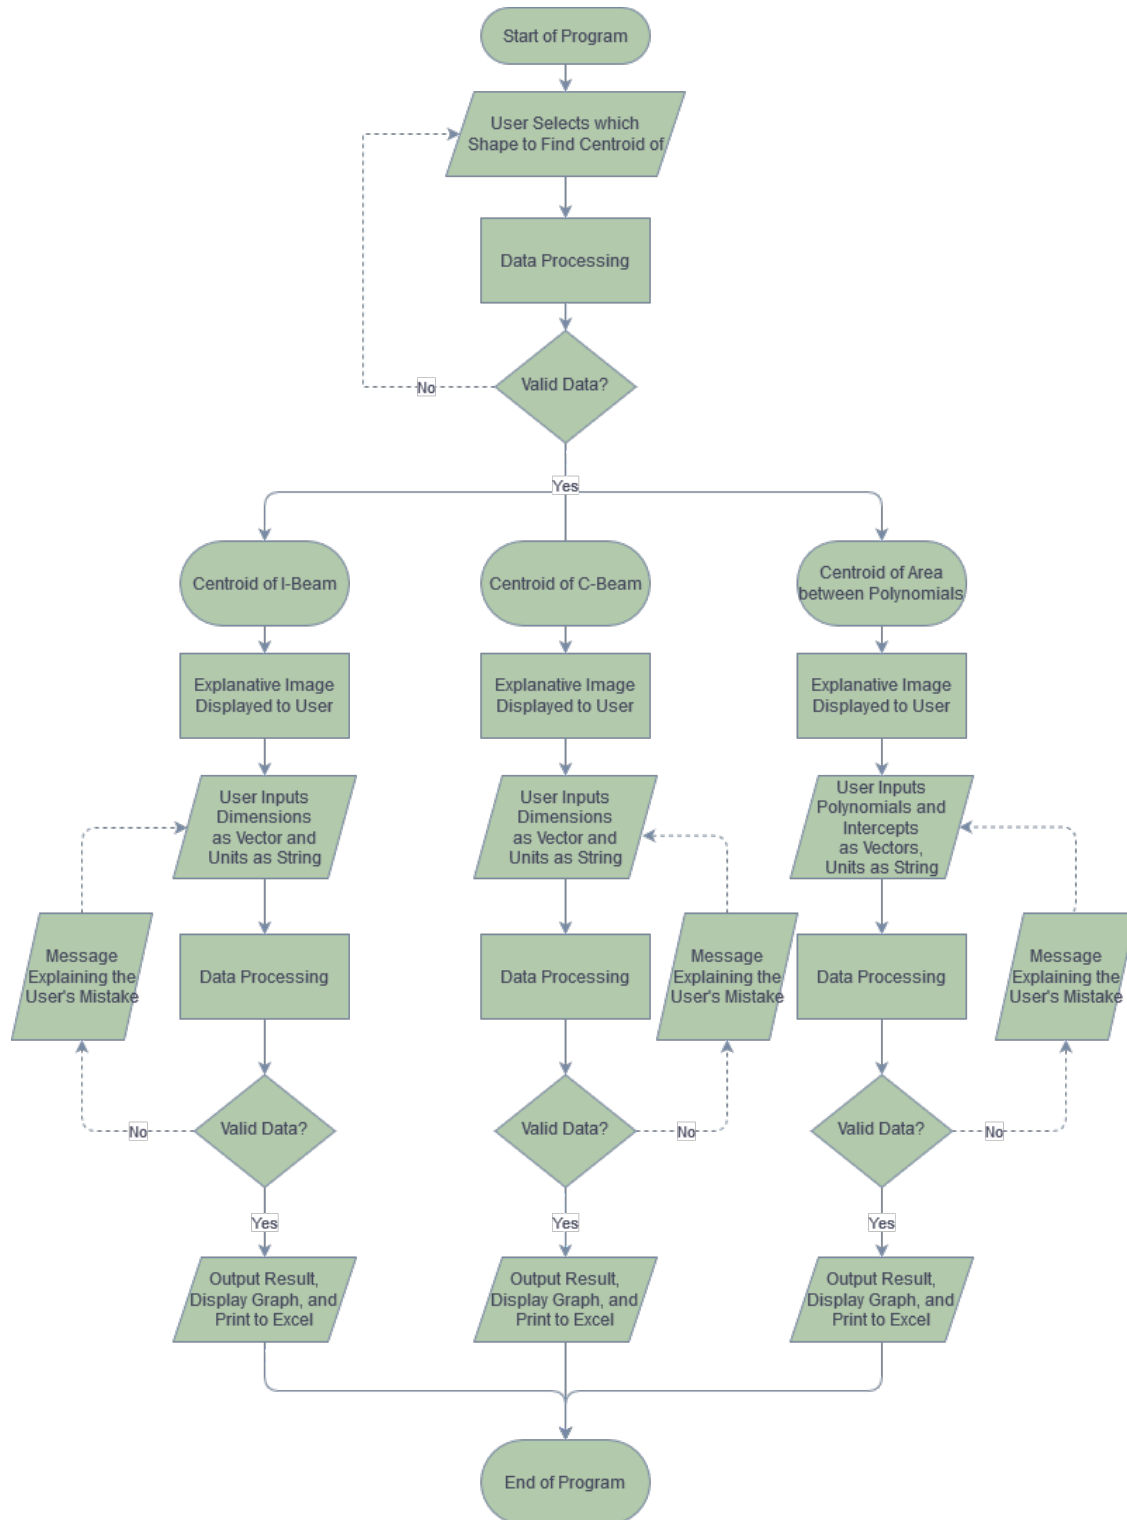 Start of Program
User Selects which
Shape to Find Centroid of
Data Processing
Valid Data?
No
Yes
Centroid of I-Beam
Centroid of C-Beam
Centroid of Area
between Polynomials
Explanative Image
Displayed to User
Explanative Image
Displayed to User
Explanative Image
Displayed to User
User Inputs
Dimensions
as Vector and
Units as String
User Inputs
Dimensions
as Vector and
Units as String
User Inputs
Polynomials and
Intercepts
as Vectors,
Units as String
Message
Explaining the
User's Mistake
Data Processing
Data Processing
Message
Explaining the
User's Mistake
Data Processing
Message
Explaining the
User's Mistake
No
Valid Data?
Valid Data?
No
Valid Data?
No
Yes
Yes
Yes
Output Result,
Display Graph, and
Print to Excel
Output Result,
Display Graph, and
Print to Excel
Output Result,
Display Graph, and
Print to Excel
End of Program